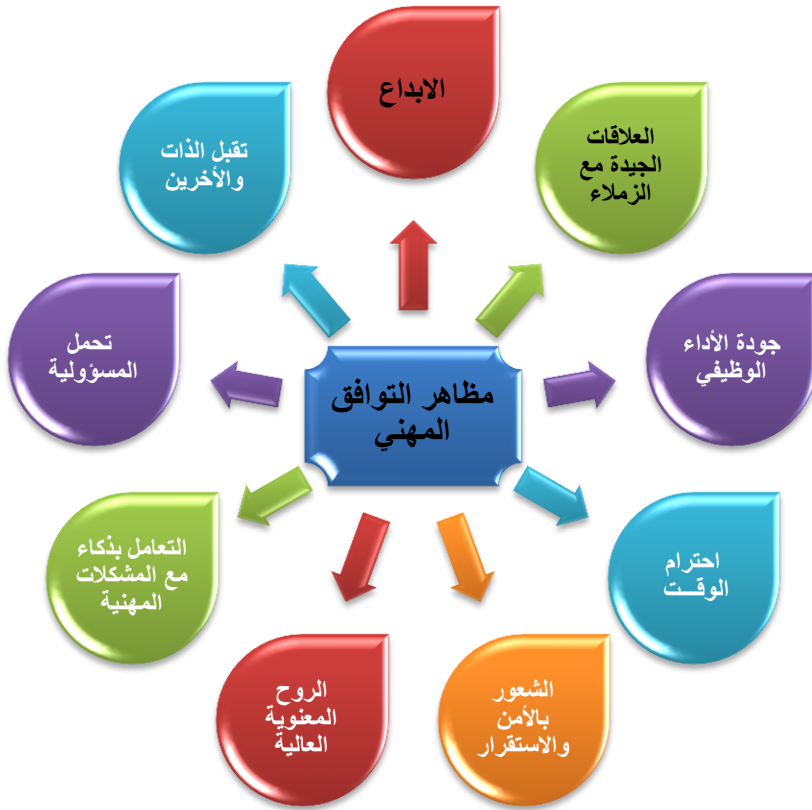 الابداع
العلاقات
الجيدة مع
الزملاء
جودة الأداء
الوظيفي
احترام
الوقـــت
الشعور
بالأمن
والاستقرار
الروح
المعنوية
العالية
التعامل بذكاء
مع المشكلات
المهنية
تحمل
المسؤولية
تقبل الذات
والأخرين
مظاهر التوافق
المهني